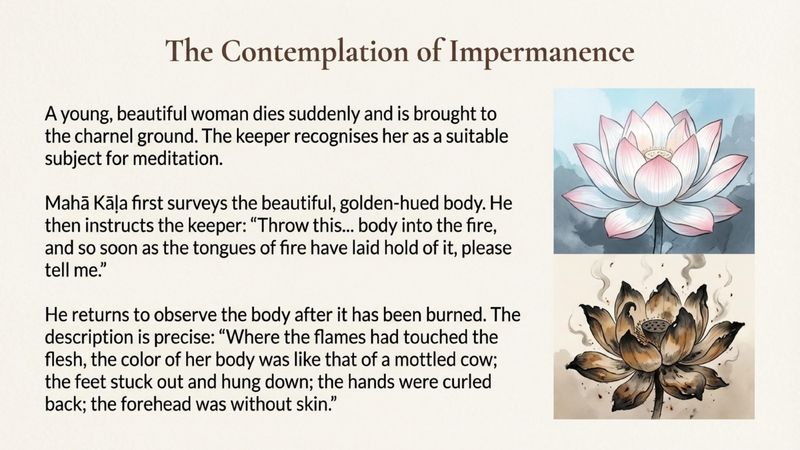 The Contemplation of Impermanence
A young, beautiful woman dies suddenly and is brought to
the charnel ground. The keeper recognises her as a suitable
subject for meditation.
Mahā Kāḷa first surveys the beautiful, golden-hued body. He
then instructs the keeper: “Throw this... body into the fire,
and so soon as the tongues of fire have laid hold of it, please
tell me.”
He returns to observe the body after it has been burned. The
description is precise: “Where the flames had touched the
flesh, the color of her body was like that of a mottled cow;
the feet stuck out and hung down; the hands were curled
back; the forehead was without skin.”